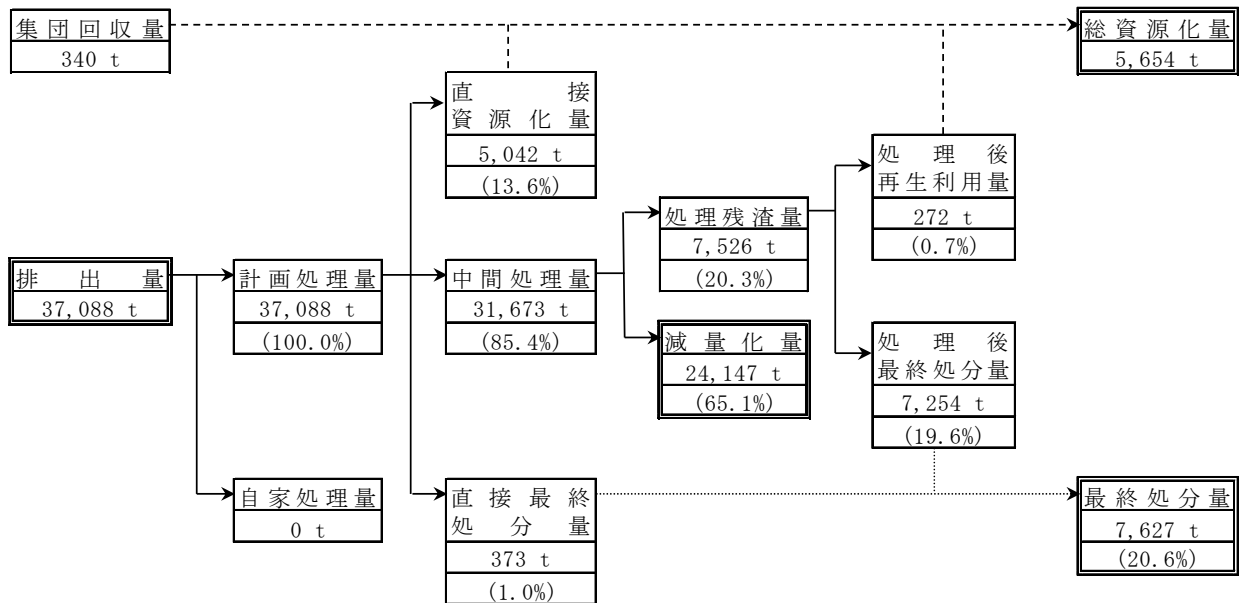 集団回収量
340 t
総資源化量
5,654 t
直接
資源化量
5,042 t
(13.6%)
処理後
再生利用量
272 t
(0.7%)
処理残渣量
7,526 t
(20.3%)
排出量
37,088 t
計画処理量
37,088 t
(100.0%)
中間処理量
31,673 t
(85.4%)
減量化量
24,147 t
(65.1%)
処理後
最終処分量
7,254 t
(19.6%)
自家処理量
0 t
直接最終
処分量
373 t
(1.0%)
最終処分量
7,627 t
(20.6%)